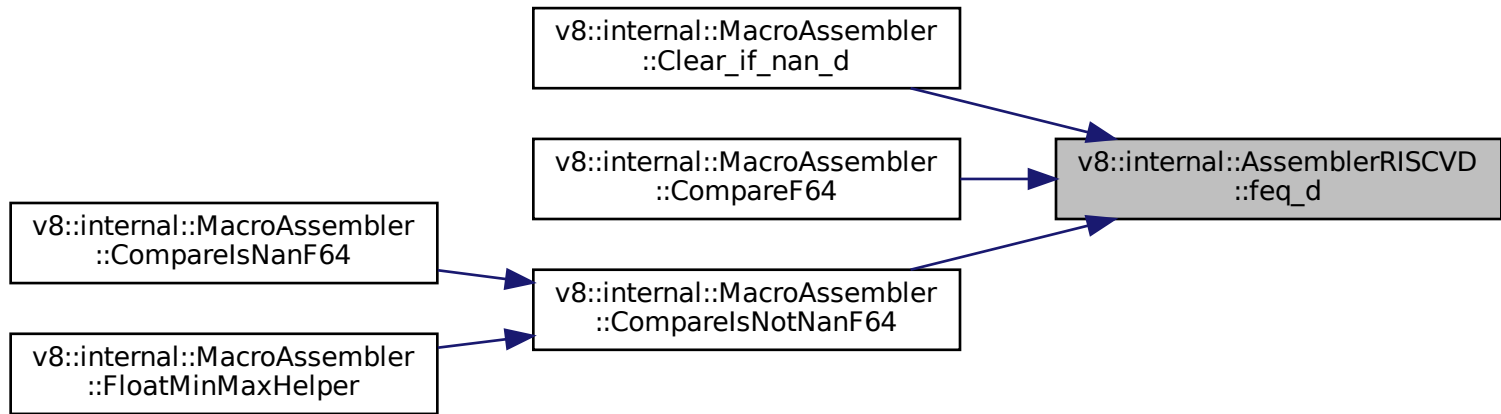 v8::internal::MacroAssembler
::Clear_if_nan_d
v8::internal::MacroAssembler
::CompareF64
v8::internal::AssemblerRISCVD
::feq_d
v8::internal::MacroAssembler
::CompareIsNanF64
v8::internal::MacroAssembler
::CompareIsNotNanF64
v8::internal::MacroAssembler
::FloatMinMaxHelper